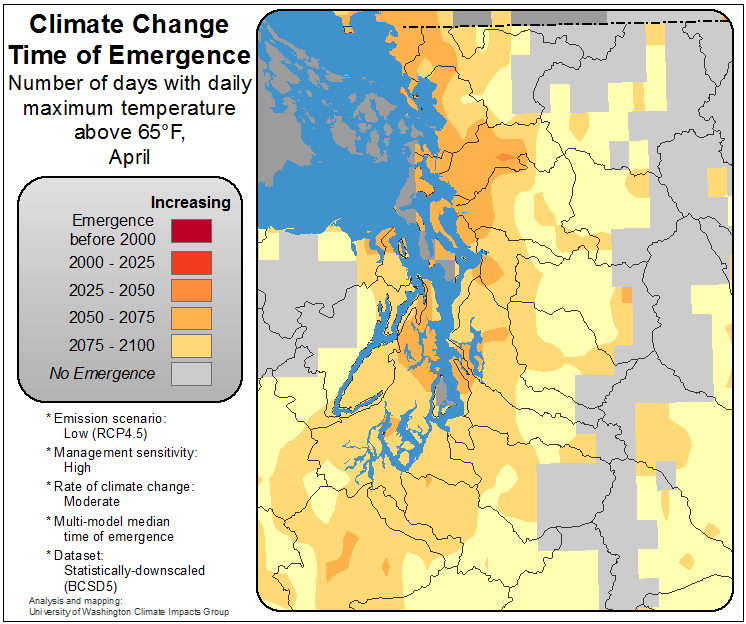 Climate Change
Time of Emergence
Number of days with daily
maximum temperature
above 65°F,
April
Increasing
Emergence
before 2000
2000 - 2025
2025 - 2050
2050 - 2075
2075 - 2100
No Emergence
* Emission scenario:
Low (RCP4.5)
* Management sensitivity:
High
* Rate of climate change:
Moderate
* Multi-model median
time of emergence
* Dataset:
Statistically-downscaled
(BCSD5)
Analysis and mapping:
University of Washington Climate Impacts Group